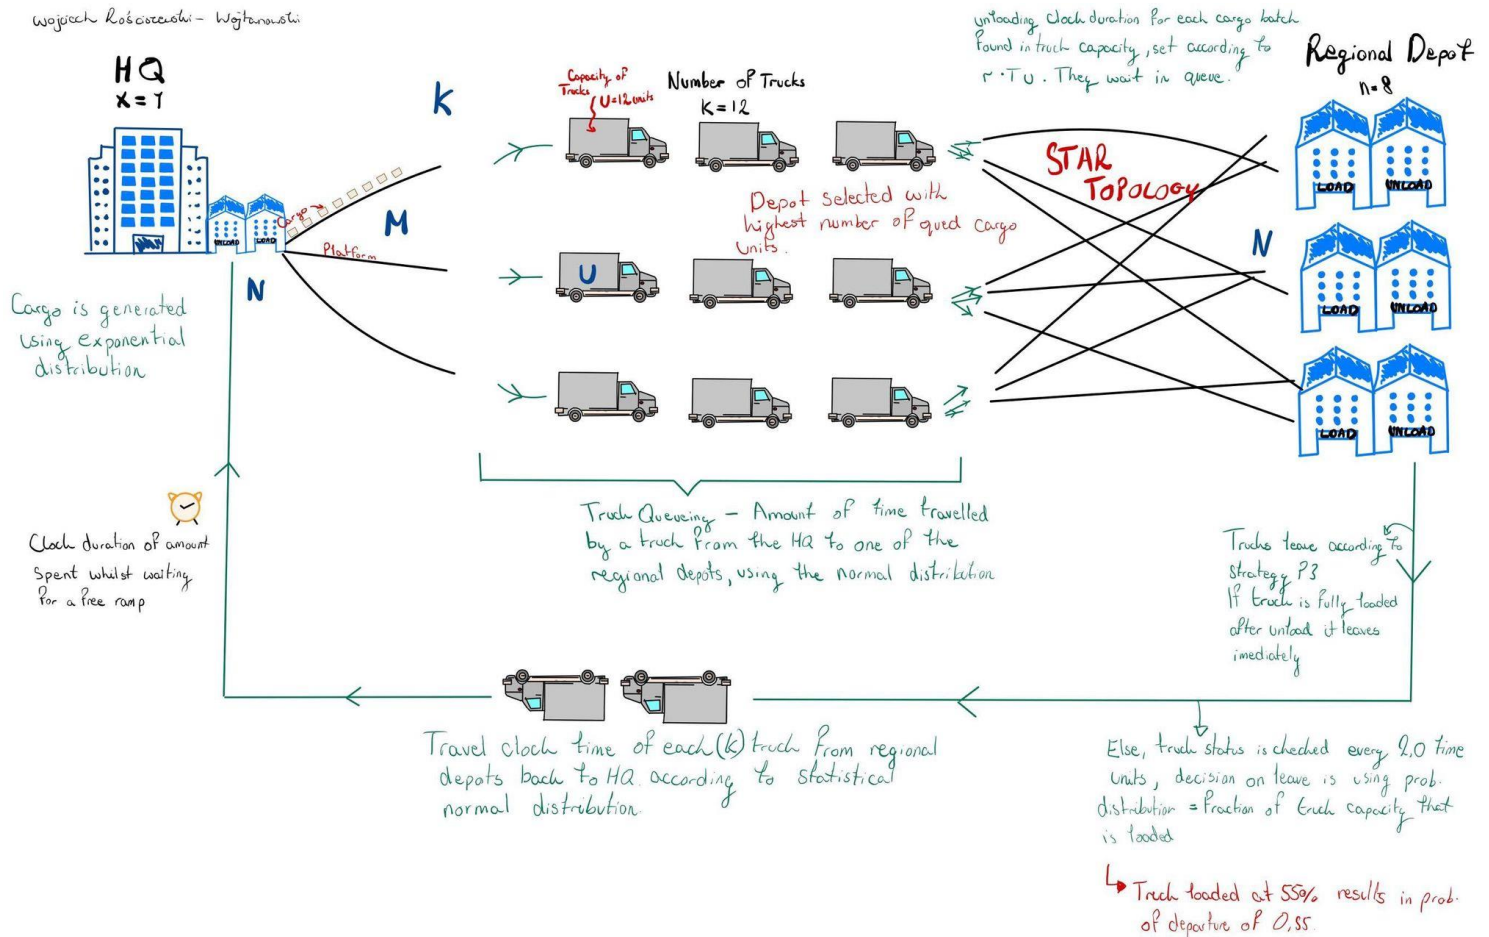 Wojciech Rościszewski - Wojtanowski
HQ
X = 1
K
M
N
Cargo
Platform
UNLOAD
LOAD
Cargo is generated
using exponential
distribution
Capacity of
Trucks
U=12 units
Number of Trucks
K = 12
U
Depot selected with
highest number of qued cargo
units.
unloading clock duration for each cargo batch
found in truck capacity, set according to
r·TU. They wait in queue.
STAR
TOPOLOGY
N
Regional Depot
n=8
LOAD
UNLOAD
LOAD
UNLOAD
LOAD
UNLOAD
Truck Queueing - Amount of time travelled
by a truck from the HQ to one of the
regional depots, using the normal distribution
Clock duration of amount
Spent whilst waiting
for a free ramp
Trucks leave according to
strategy P3
If truck is fully loaded
after unload it leaves
imediately
Travel clock time of each (k) truck from regional
depots back to HQ. according to statistical
normal distribution.
Else, truck status is checked every 2,0 time
units, decision on leave is using prob.
distribution = fraction of truck capacity that
is loaded
Truck loaded at 55% results in prob.
of departure of 0,55.